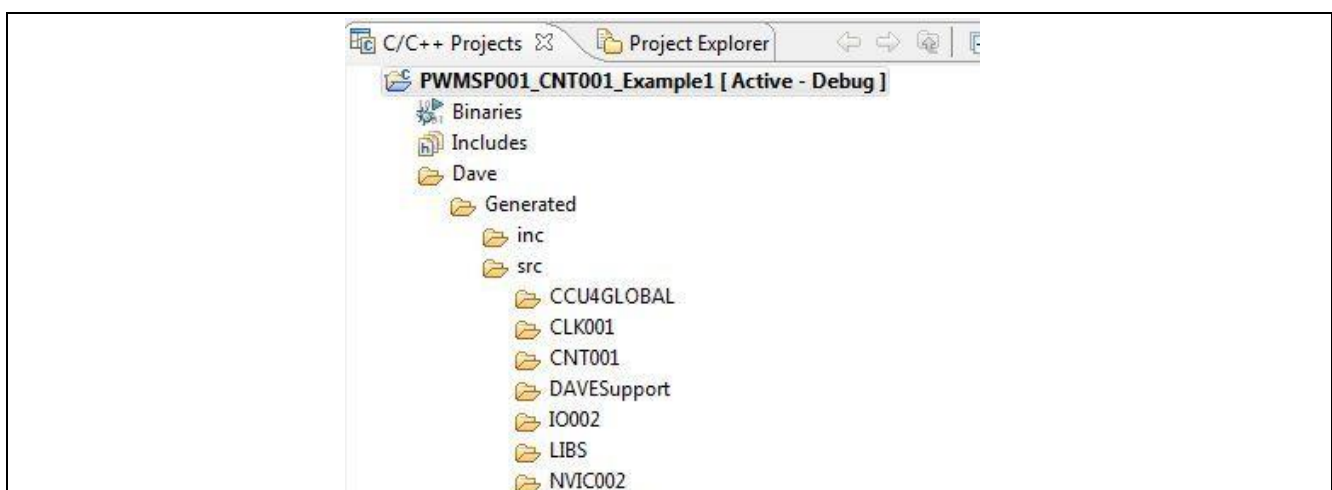 C/C++ Projects Project Explorer
PWMSP001_CNT001_Example1 [ Active - Debug ]
Binaries
Includes
Dave
Generated
inc
src
CCU4GLOBAL
CLK001
CNT001
DAVESupport
IO002
LIBS
NVIC002